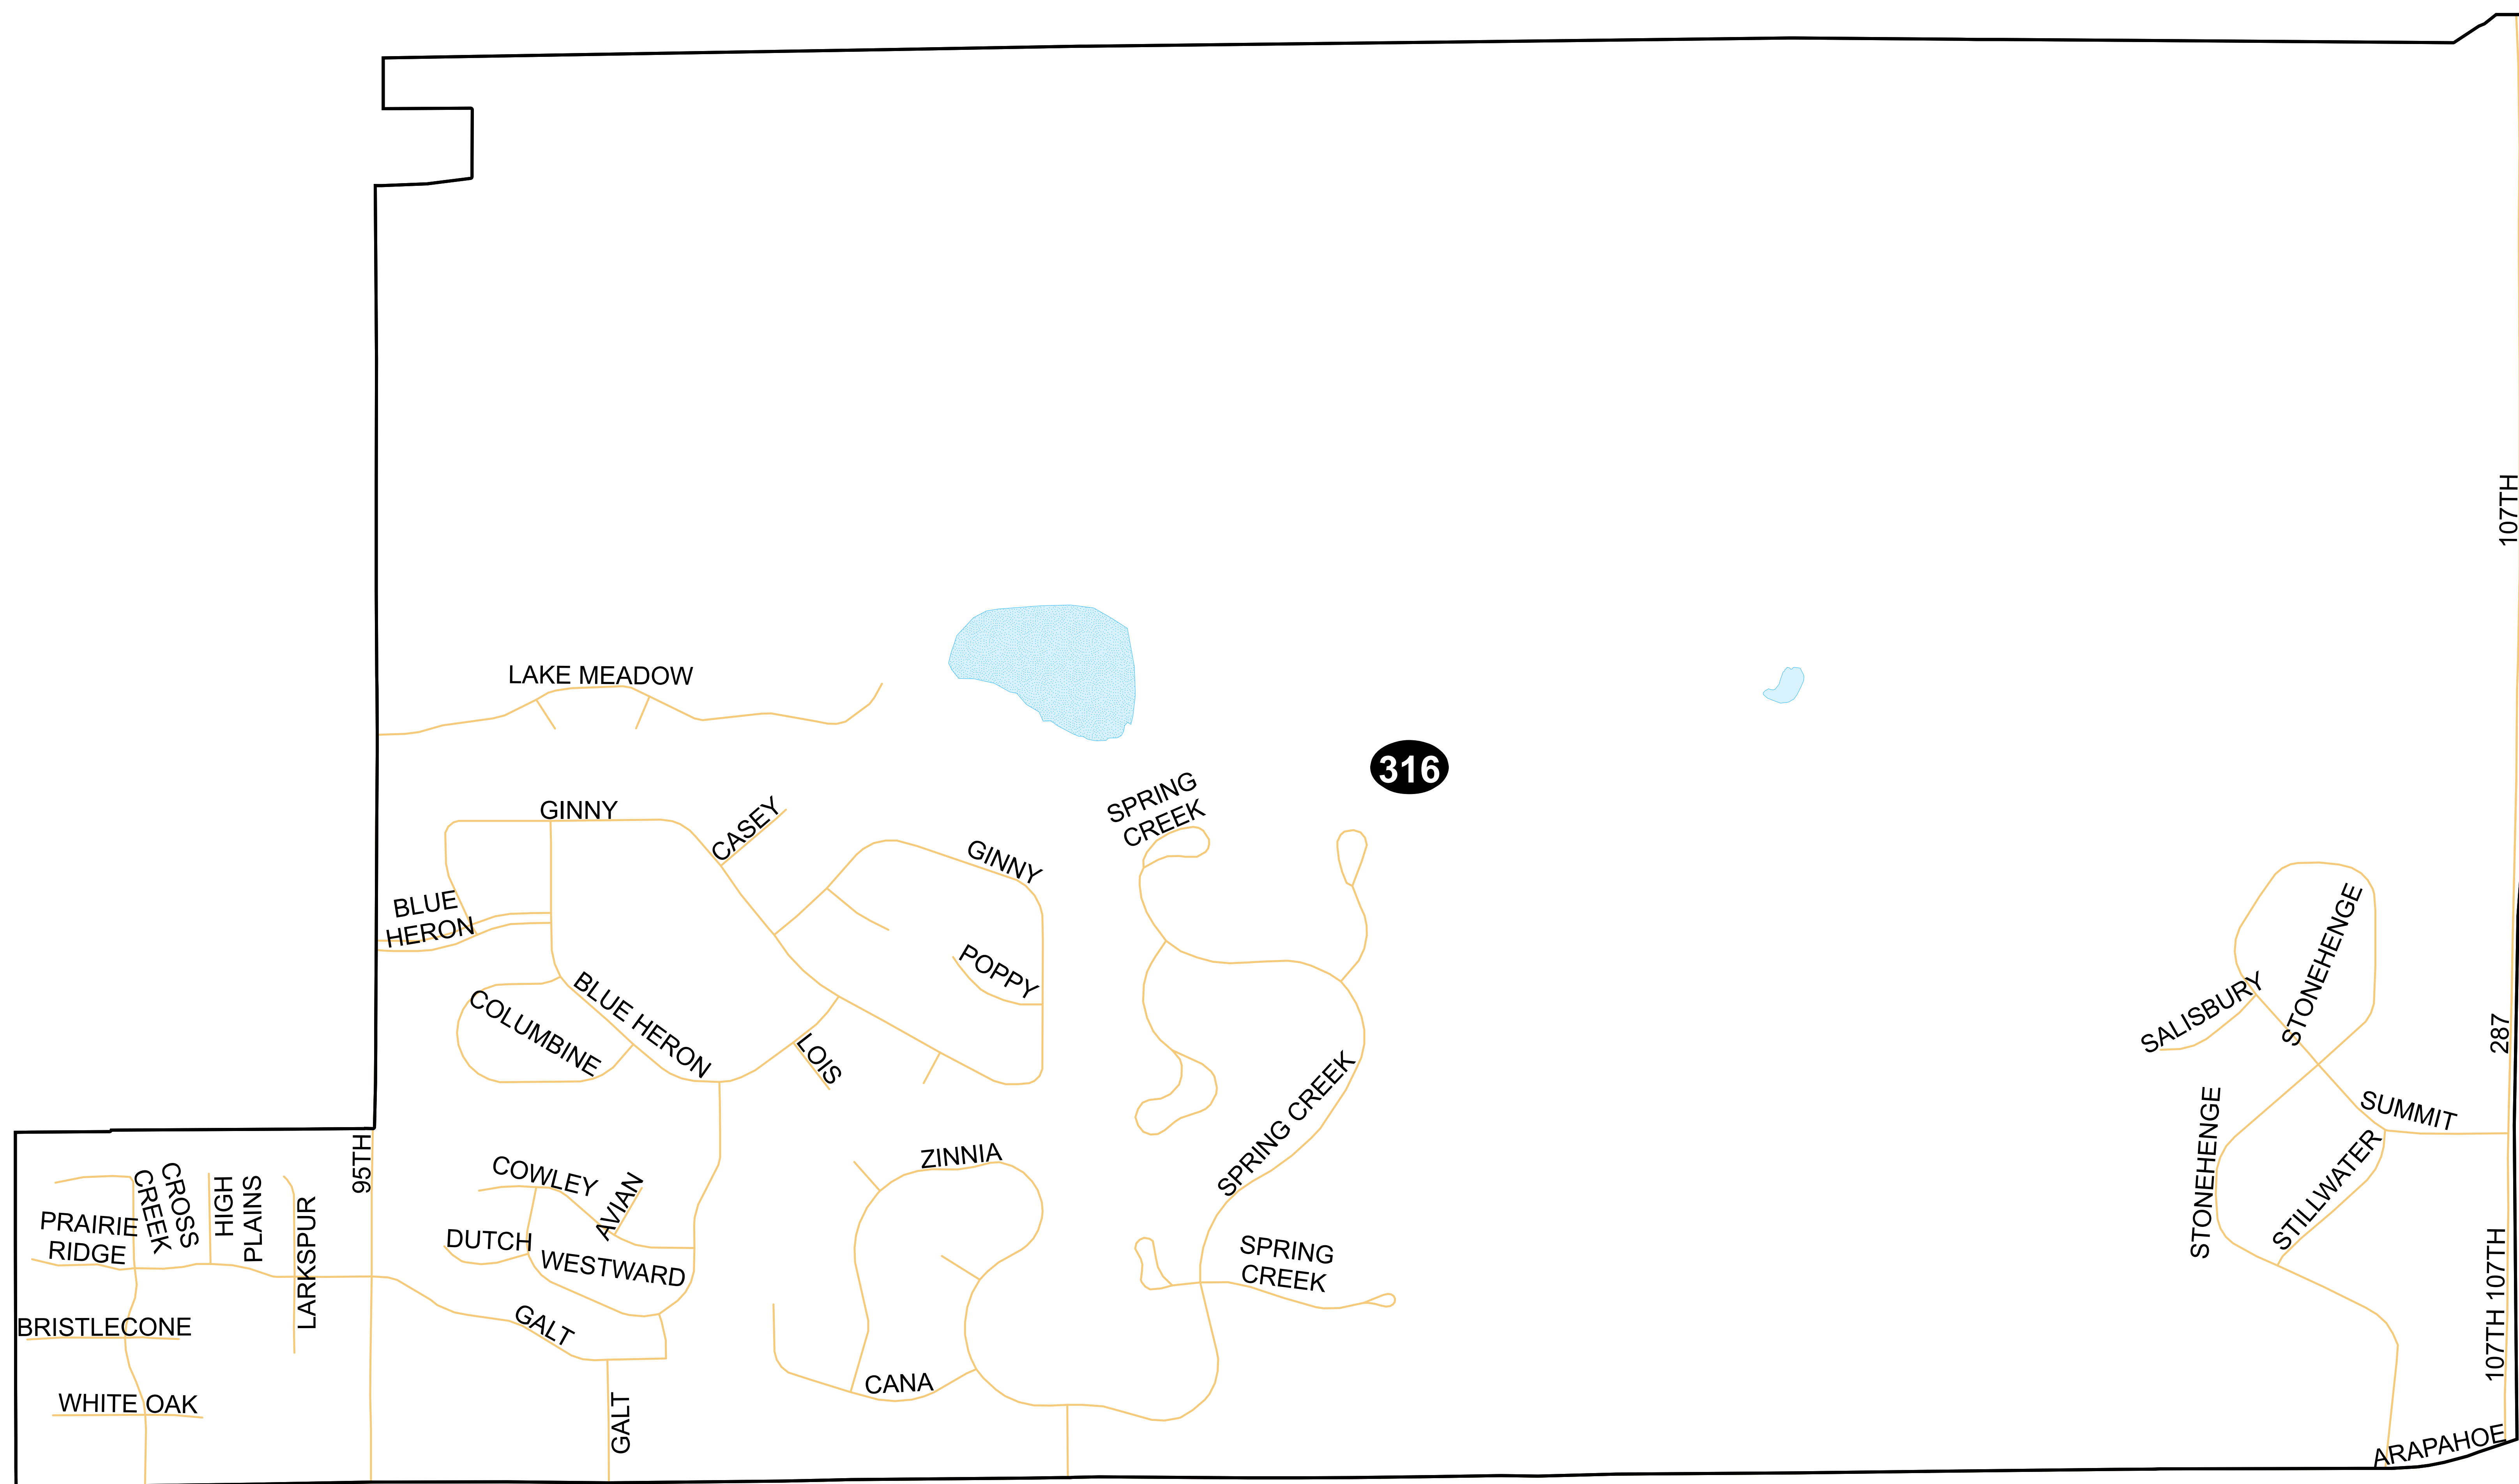 107TH
LAKE MEADOW
316
SPRING
CREEK
GINNY
CASEY
GINNY
BLUE
HERON
POPPY
STONEHENGE
SALISBURY
COLUMBINE
BLUE HERON
LOIS
287
SPRING CREEK
SUMMIT
STONEHENGE
STILLWATER
95TH
ZINNIA
COWLEY
AVIAN
CROSS
CREEK
HIGH
PLAINS
LARKSPUR
PRAIRIE
RIDGE
DUTCH
WESTWARD
SPRING
CREEK
107TH
107TH
BRISTLECONE
GALT
WHITE OAK
CANA
GALT
ARAPAHOE